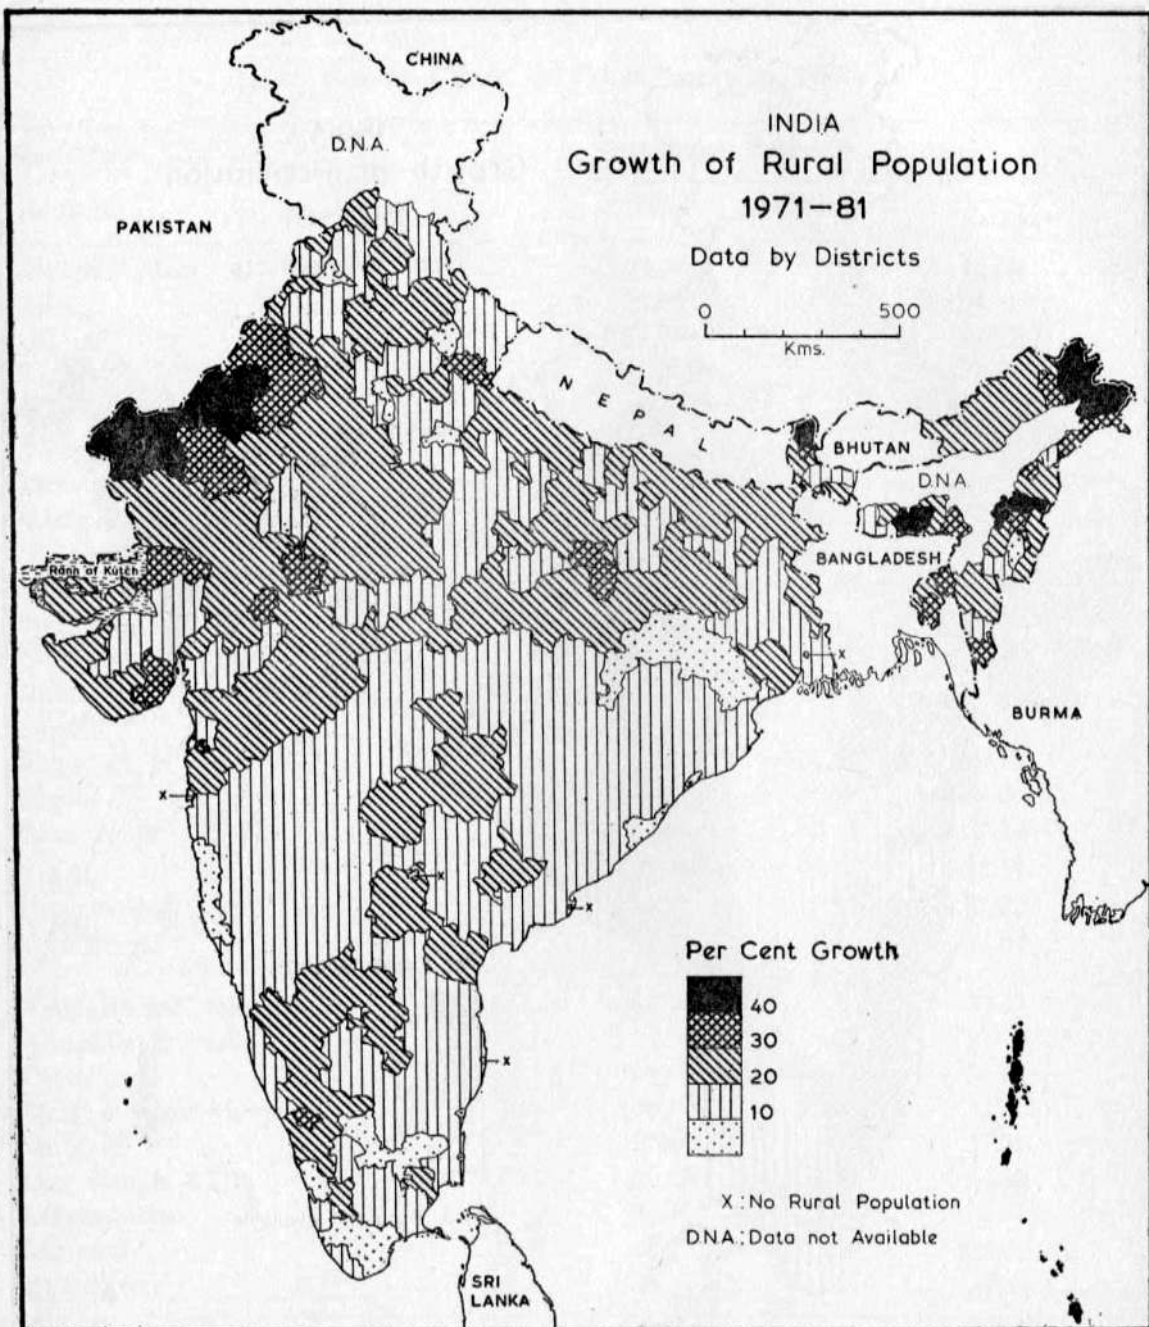 CHINA
INDIA
D.N.A.
Growth of Rural Population
1971-81
PAKISTAN
Data by Districts
0 500
Kms.
NEPAL
BHUTAN
D.N.A
BANGLADESH
Rann of Kutch
X
BURMA
X
X
X
Per Cent Growth
40
30
X
20
10
X : No Rural Population
D.N.A. : Data not Available
SRI
LANKA